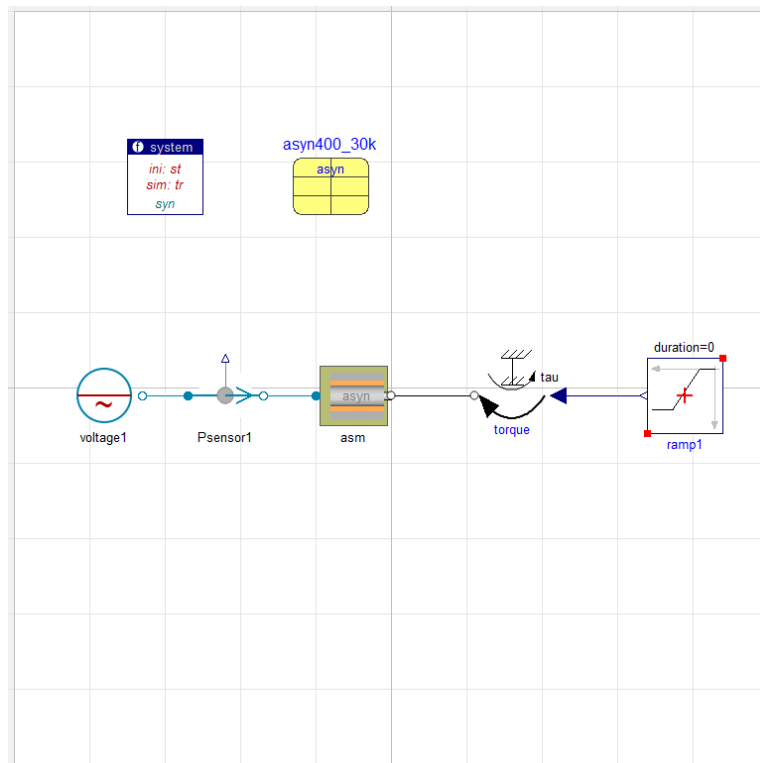 system
ini: st
sim: tr
syn
asyn400_30k
asyn
duration=0
tau
asyn
voltage1
Psensor1
asm
torque
ramp1